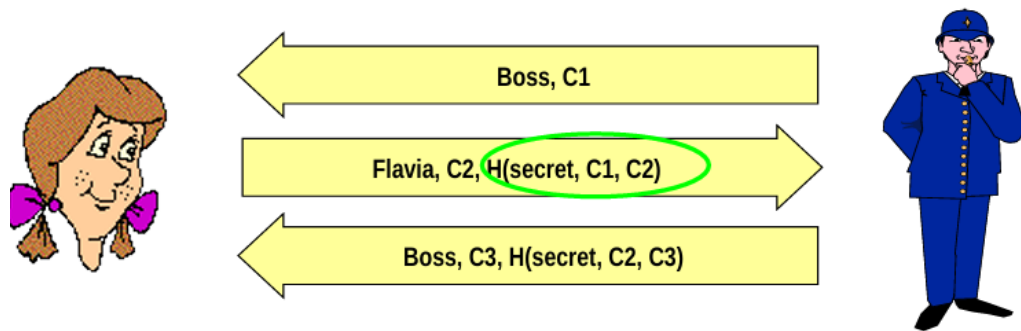 Boss, C1
Flavia, C2, H(secret, C1, C2)
Boss, C3, H(secret, C2, C3)